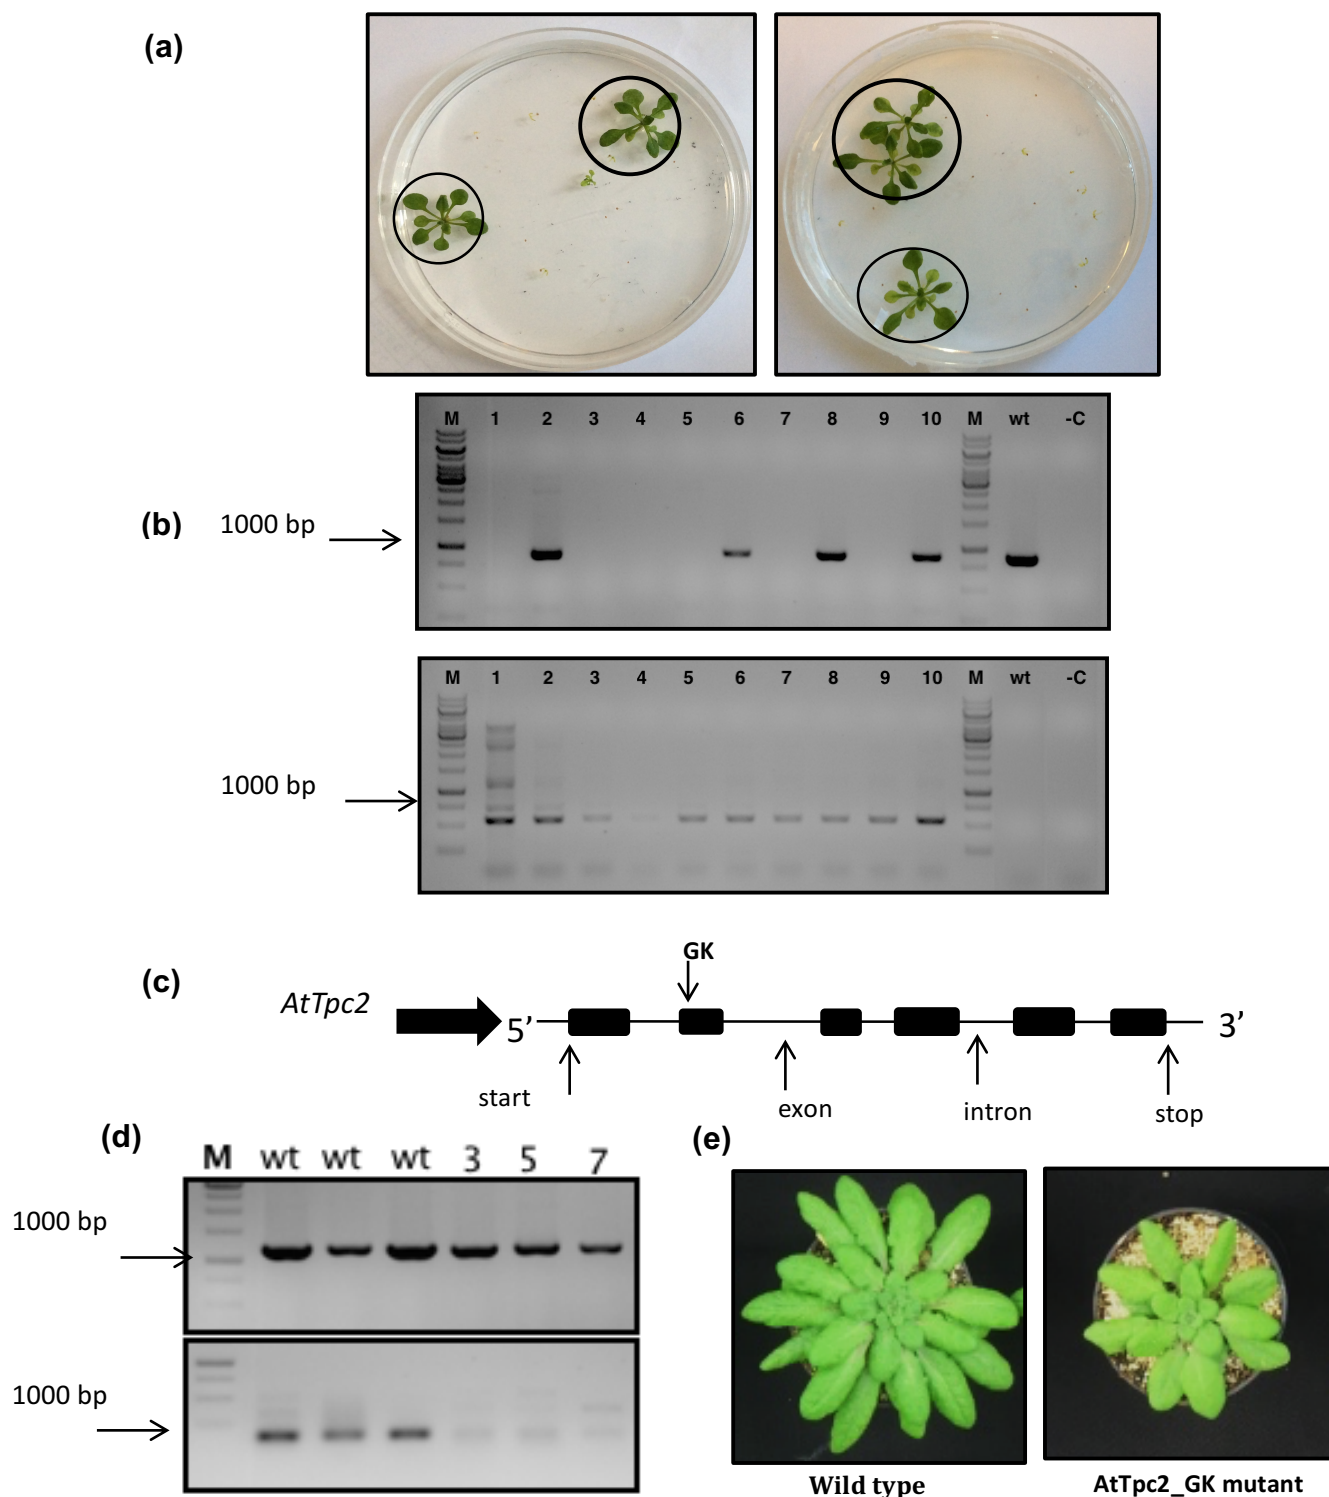 (a)
M 1 2 3 4 5 6 7 8 9 10 M wt -C
(b)
1000 bp
M 1 2 3 4 5 6 7 8 9 10 M wt -C
1000 bp
(c)
GK
AtTpc2
5’
3’
start
exon
intron
stop
(d)
M wt wt wt 3 5 7
1000 bp
1000 bp
(e)
Wild type
AtTpc2_GK mutant